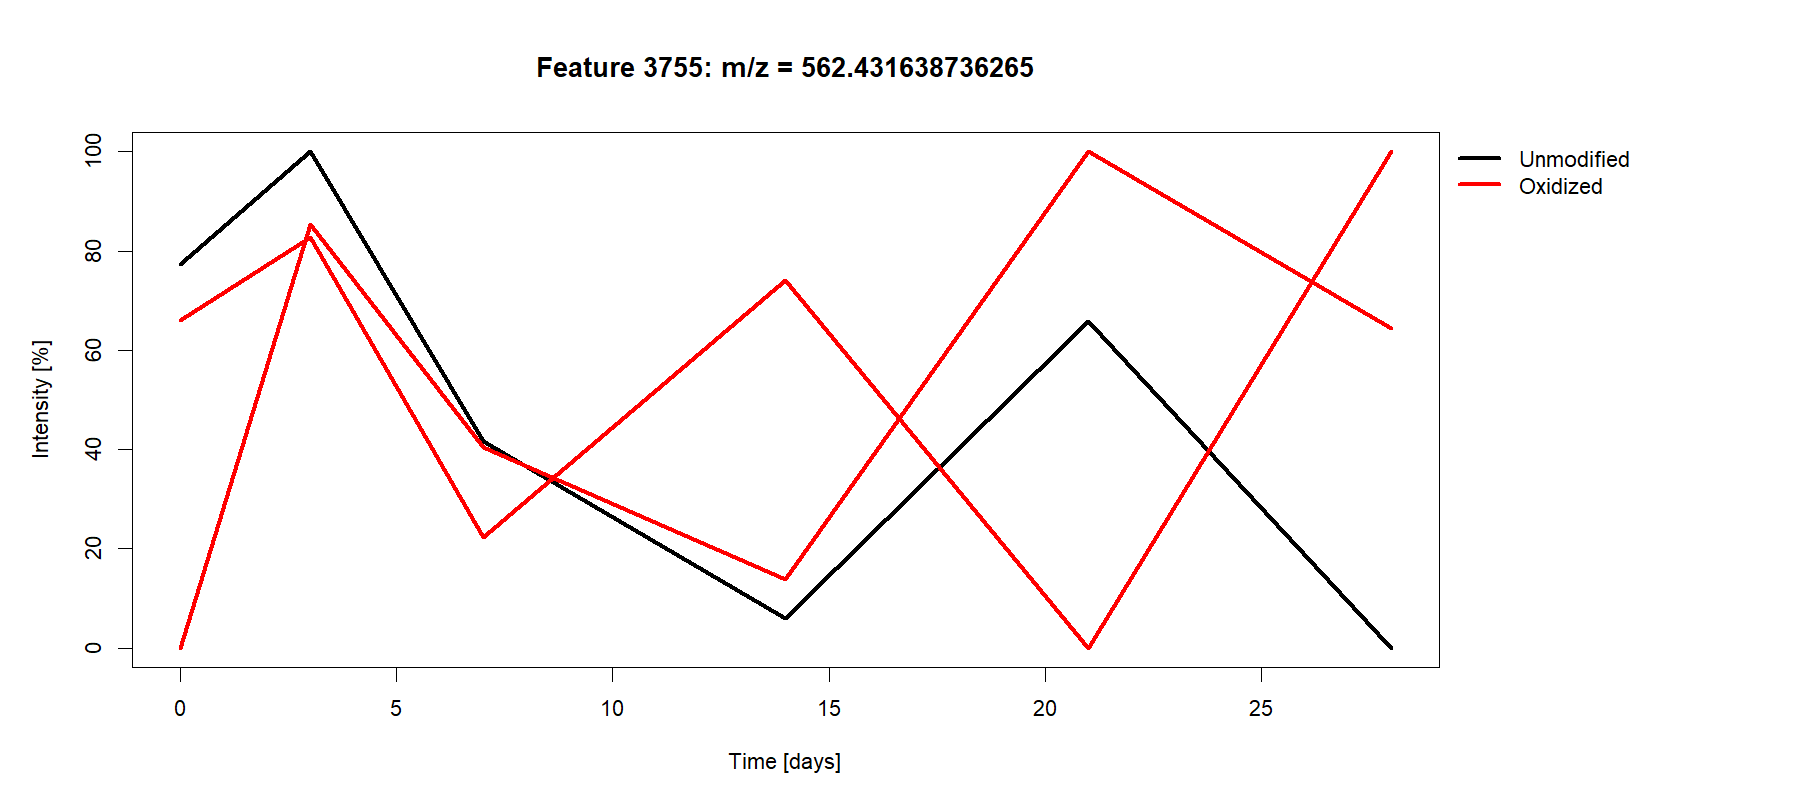 Feature 3755: m/z = 562.431638736265
Unmodified
Oxidized
Intensity [%]
100
80
60
40
20
0
0 5 10 15 20 25
Time [days]